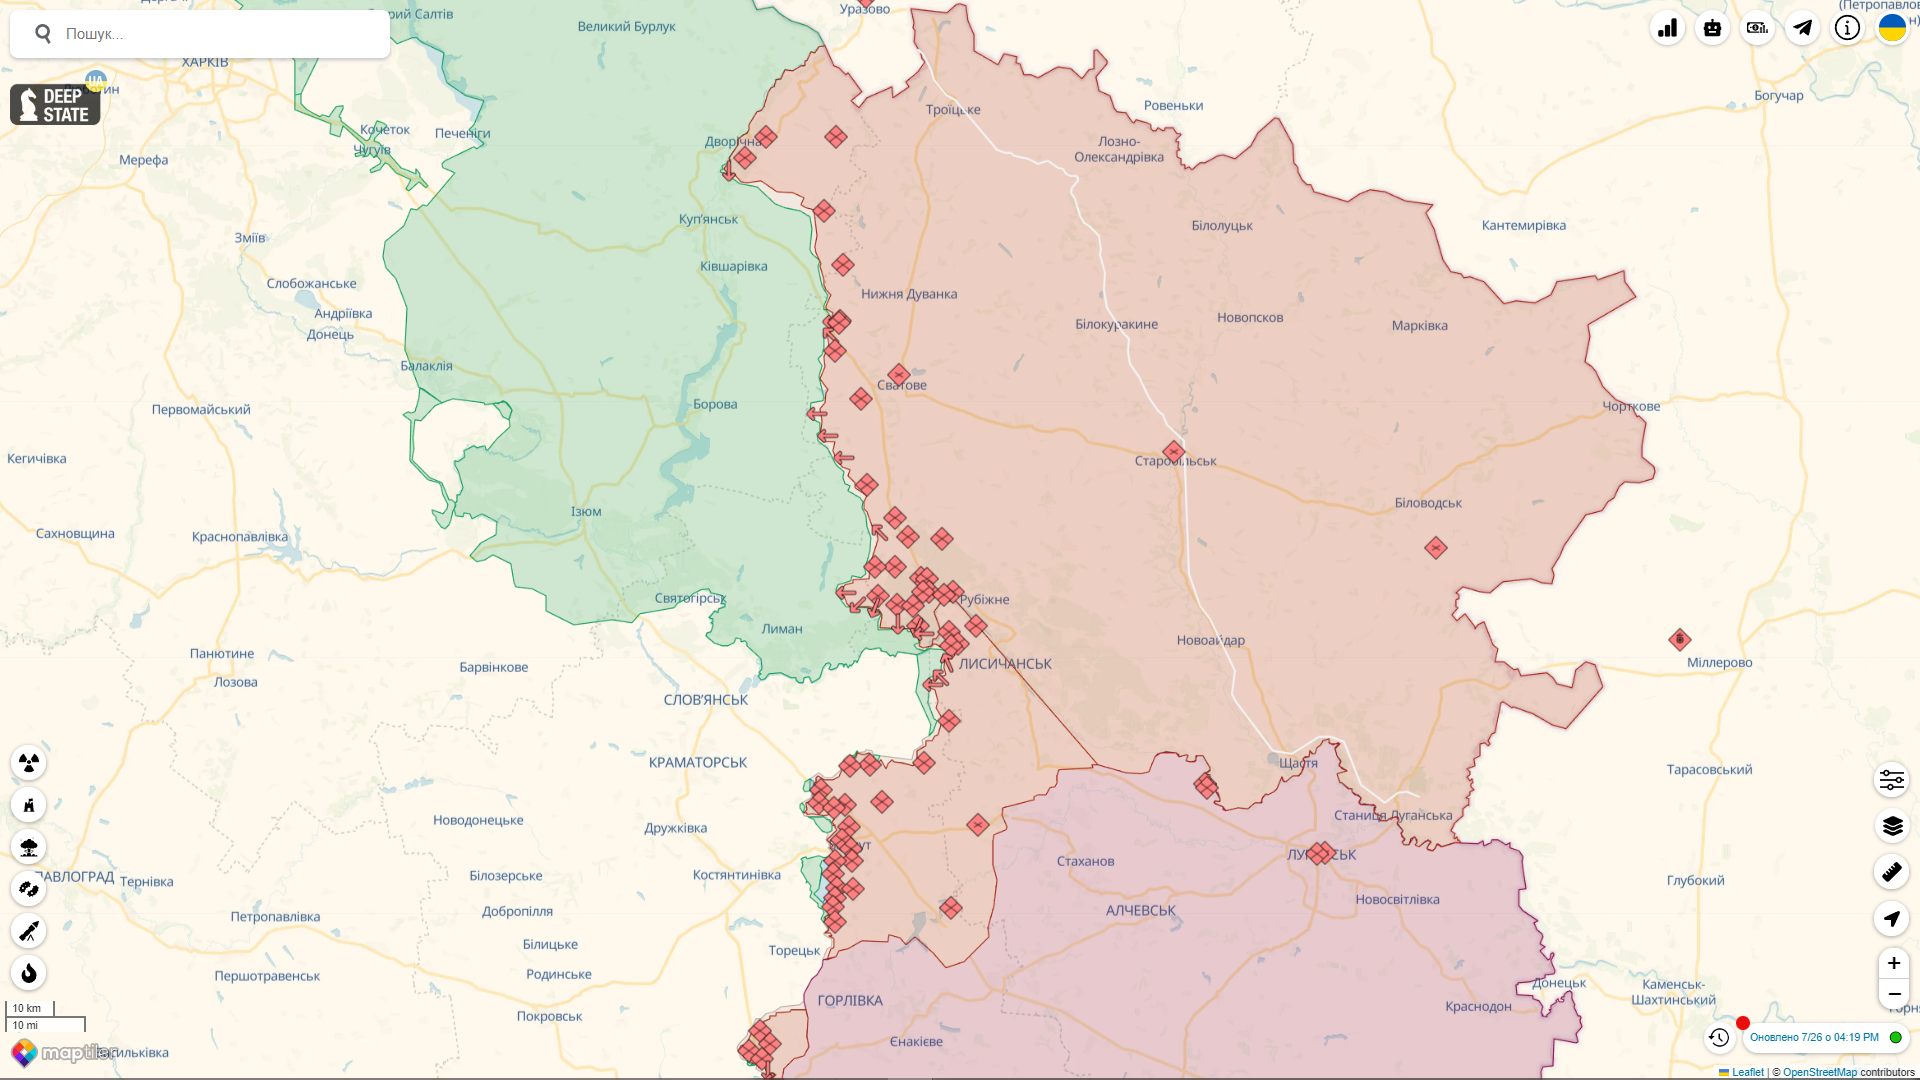 Уразово
Великий Бурлук
Пошук...
ХАРКІВ
UA
DEEP
STATE
Богучар
Ровеньки
Троїцьке
Кочеток
Печеніги
Чугуїв
Мерефа
Дворічна
Лозно-
Олександрівка
Куп'янськ
Білолуцьк
Кантемирівка
Зміїв
Ківшарівка
Слобожанське
Нижня Дуванка
Андріївка
Донець
Білокуракине
Новопсков
Марківка
Балаклія
Сватове
Борова
Первомайський
Чорткове
Кегичівка
Старобільськ
Біловодськ
Ізюм
Сахновщина
Краснопавлівка
Святогірськ
Рубіжне
Лиман
Новоайдар
Панютине
Барвінкове
ЛИСИЧАНСЬК
Міллерово
Лозова
СЛОВ'ЯНСЬК
КРАМАТОРСЬК
Щастя
Тарасовський
Новодонецьке
Дружківка
Станиця Луганська
Стаханов
ЛУГАНСЬК
ПАВЛОГРАД
Тернівка
Білозерське
Костянтинівка
Глубокий
Новосвітлівка
Петропавлівка
Добропілля
АЛЧЕВСЬК
Білицьке
Торецьк
Першотравенськ
Родинське
Донецьк
Каменськ-
Шахтинський
ГОРЛІВКА
Краснодон
10 km
Покровськ
10 mi
Єнакієве
Оновлено 7/26 о 04:19 PM
maptiler
Leaflet | © OpenStreetMap contributors